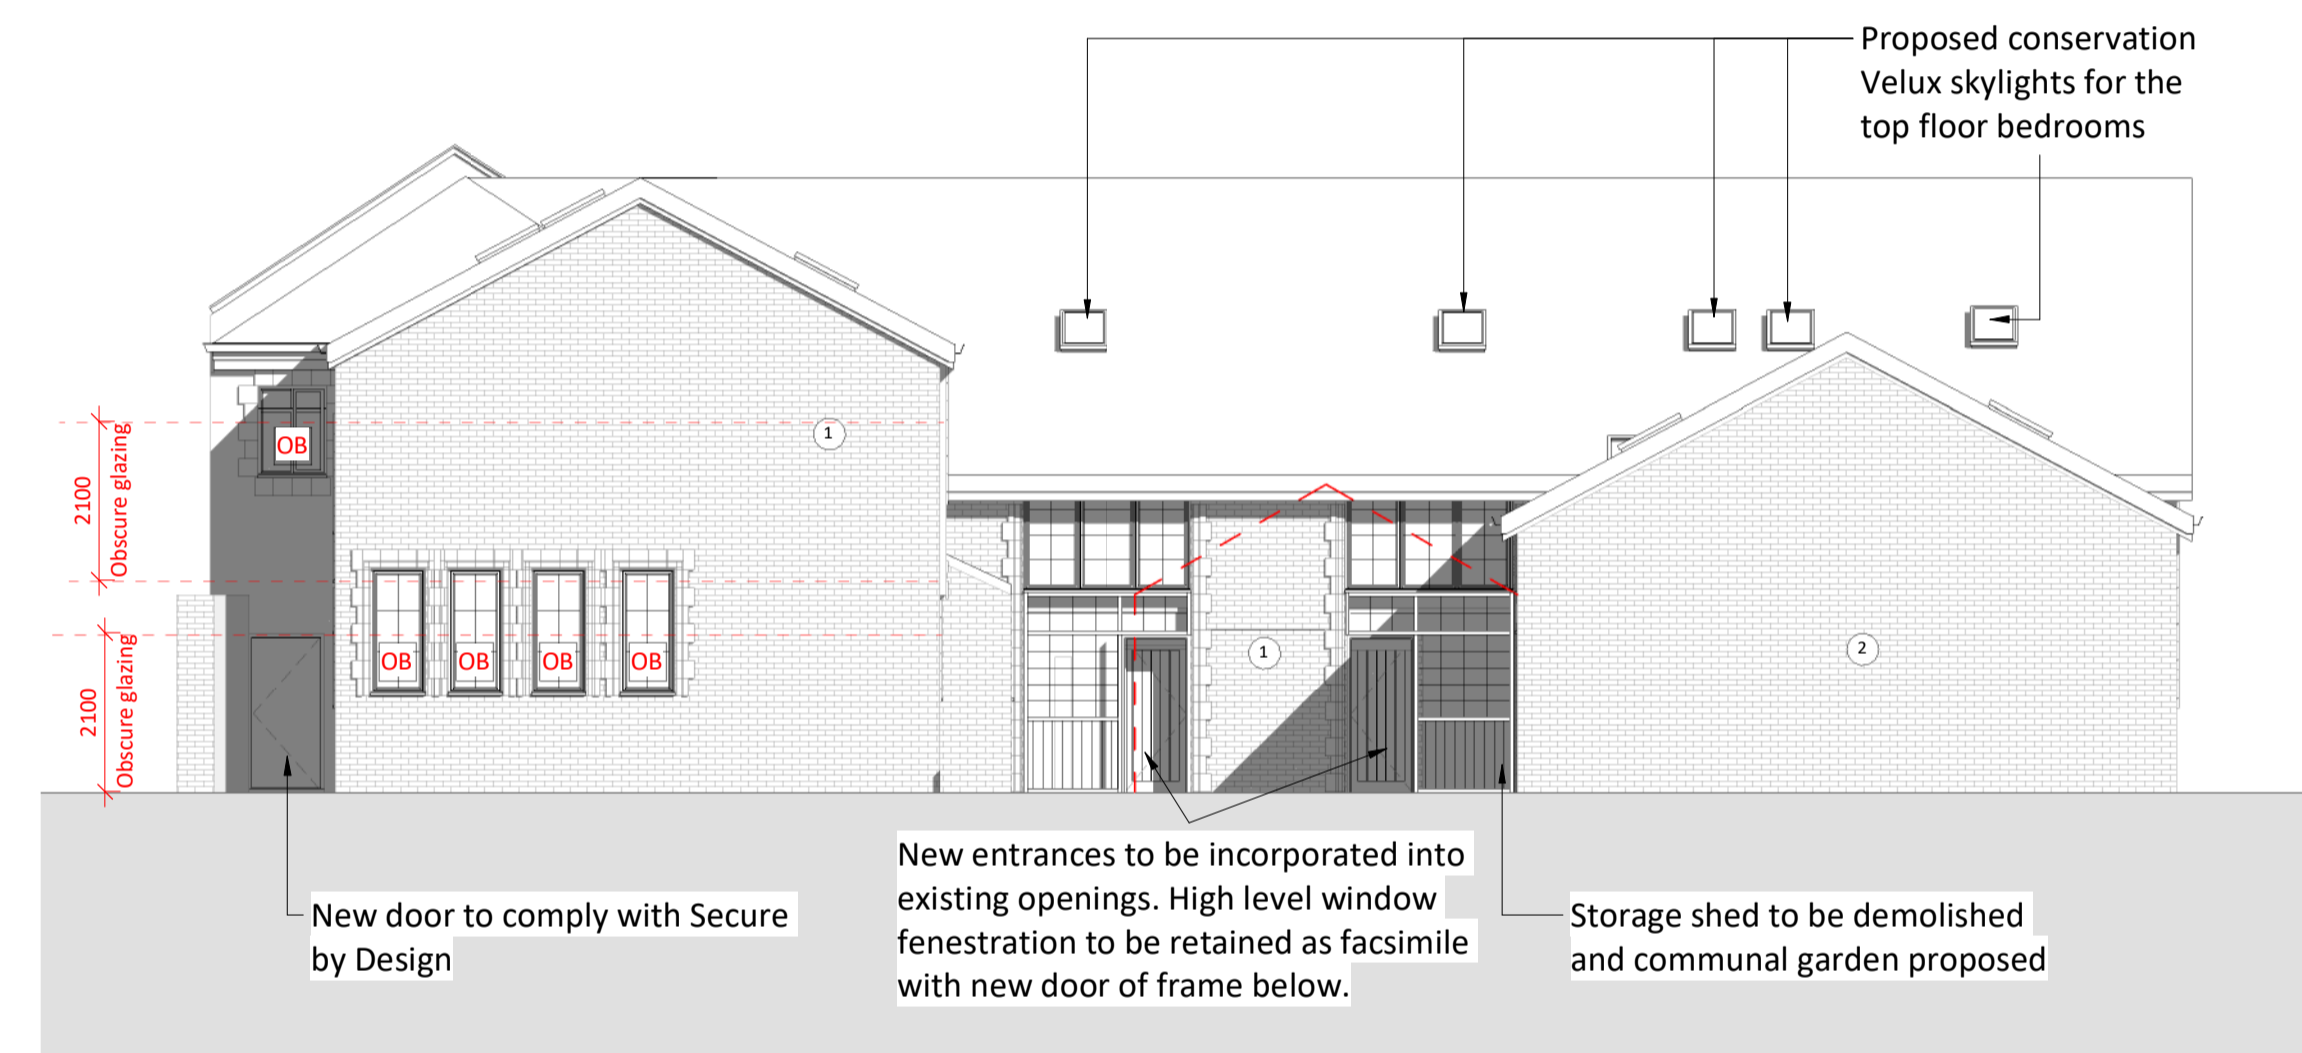 Proposed conservation
Velux skylights for the
top floor bedrooms
1
OB
2100
Obscure glazing
OB
OB
OB
OB
1
2
2100
Obscure glazing
New entrances to be incorporated into
existing openings. High level window
fenestration to be retained as facsimile
with new door of frame below.
New door to comply with Secure
by Design
Storage shed to be demolished
and communal garden proposed